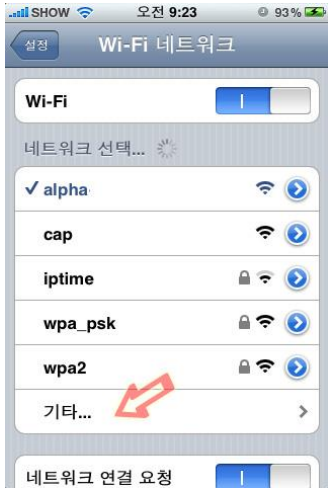 SHOW 오전 9:23 93%
설정 Wi-Fi 네트워크
Wi-Fi
네트워크 선택...
alpha
cap
iptime
wpa_psk
wpa2
기타...
네트워크 연결 요청